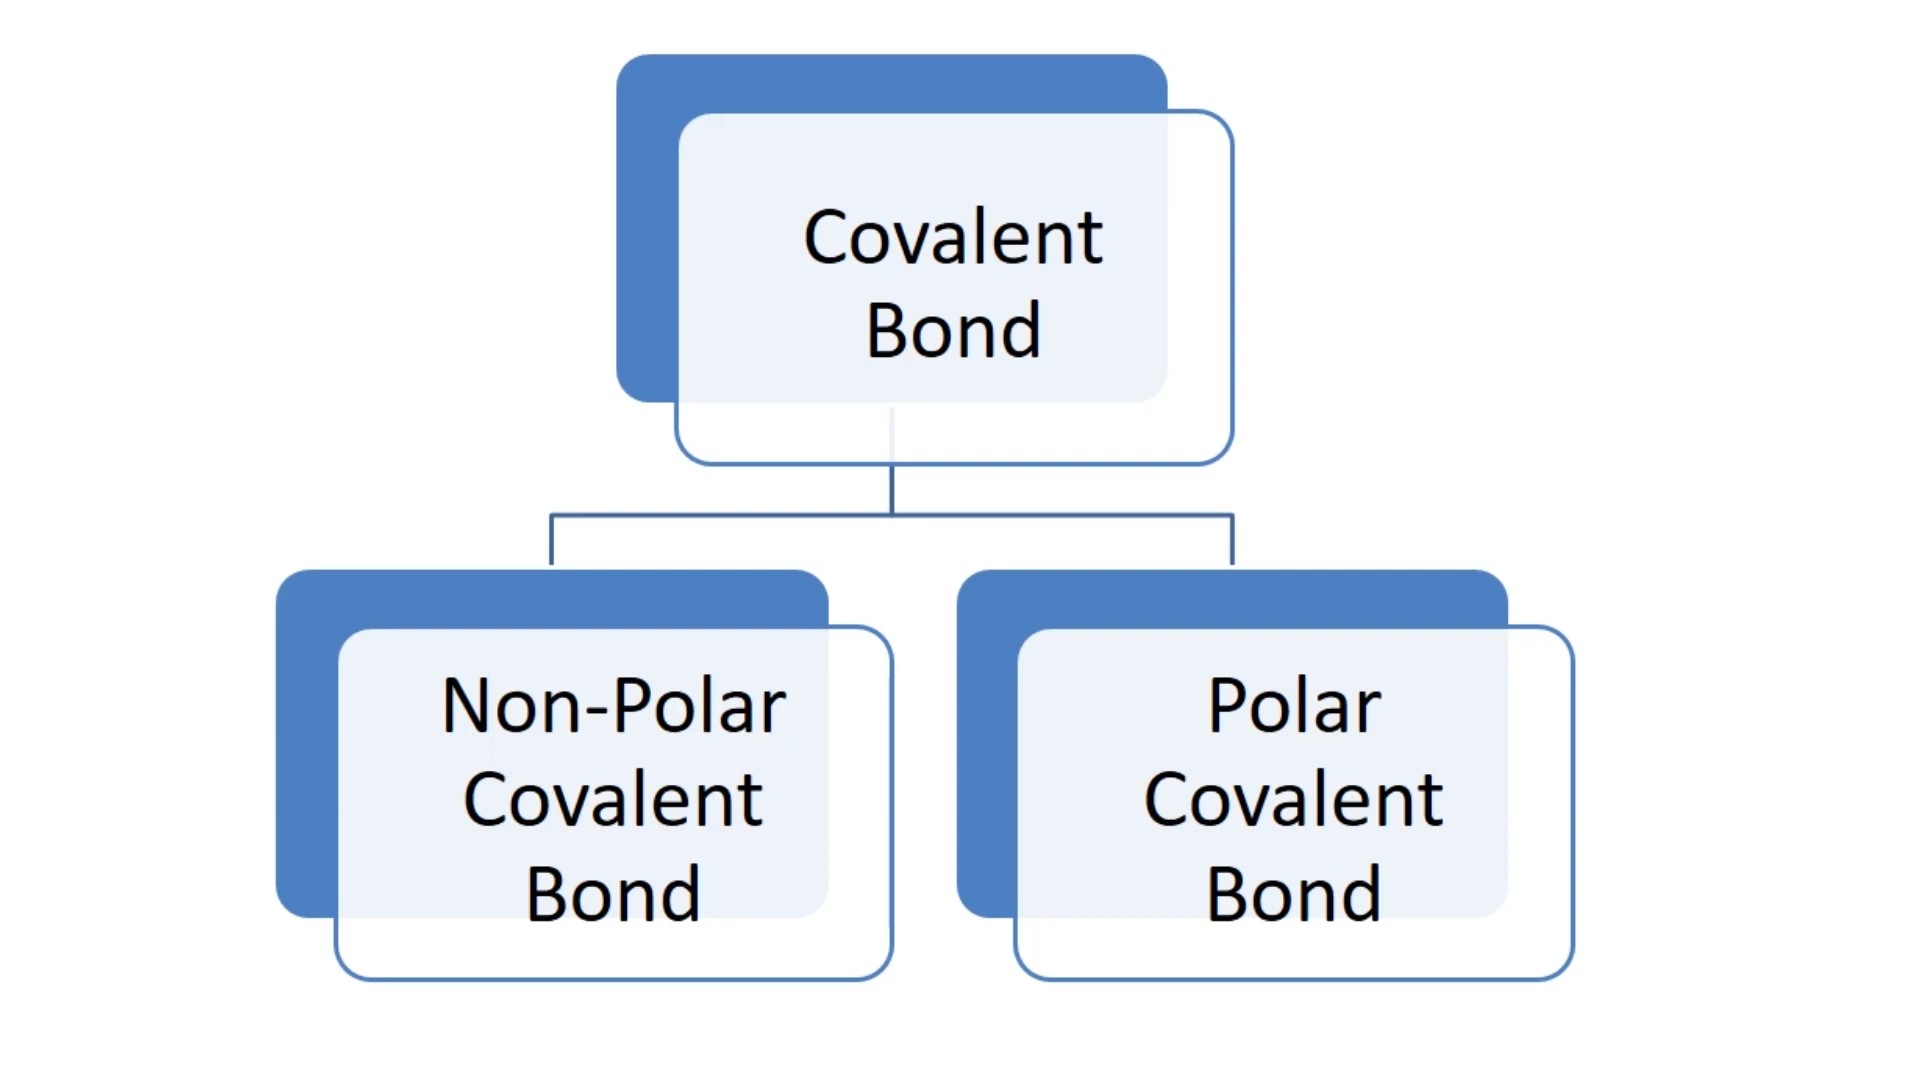 Covalent
Bond
Non-Polar
Covalent
Bond
Polar
Covalent
Bond